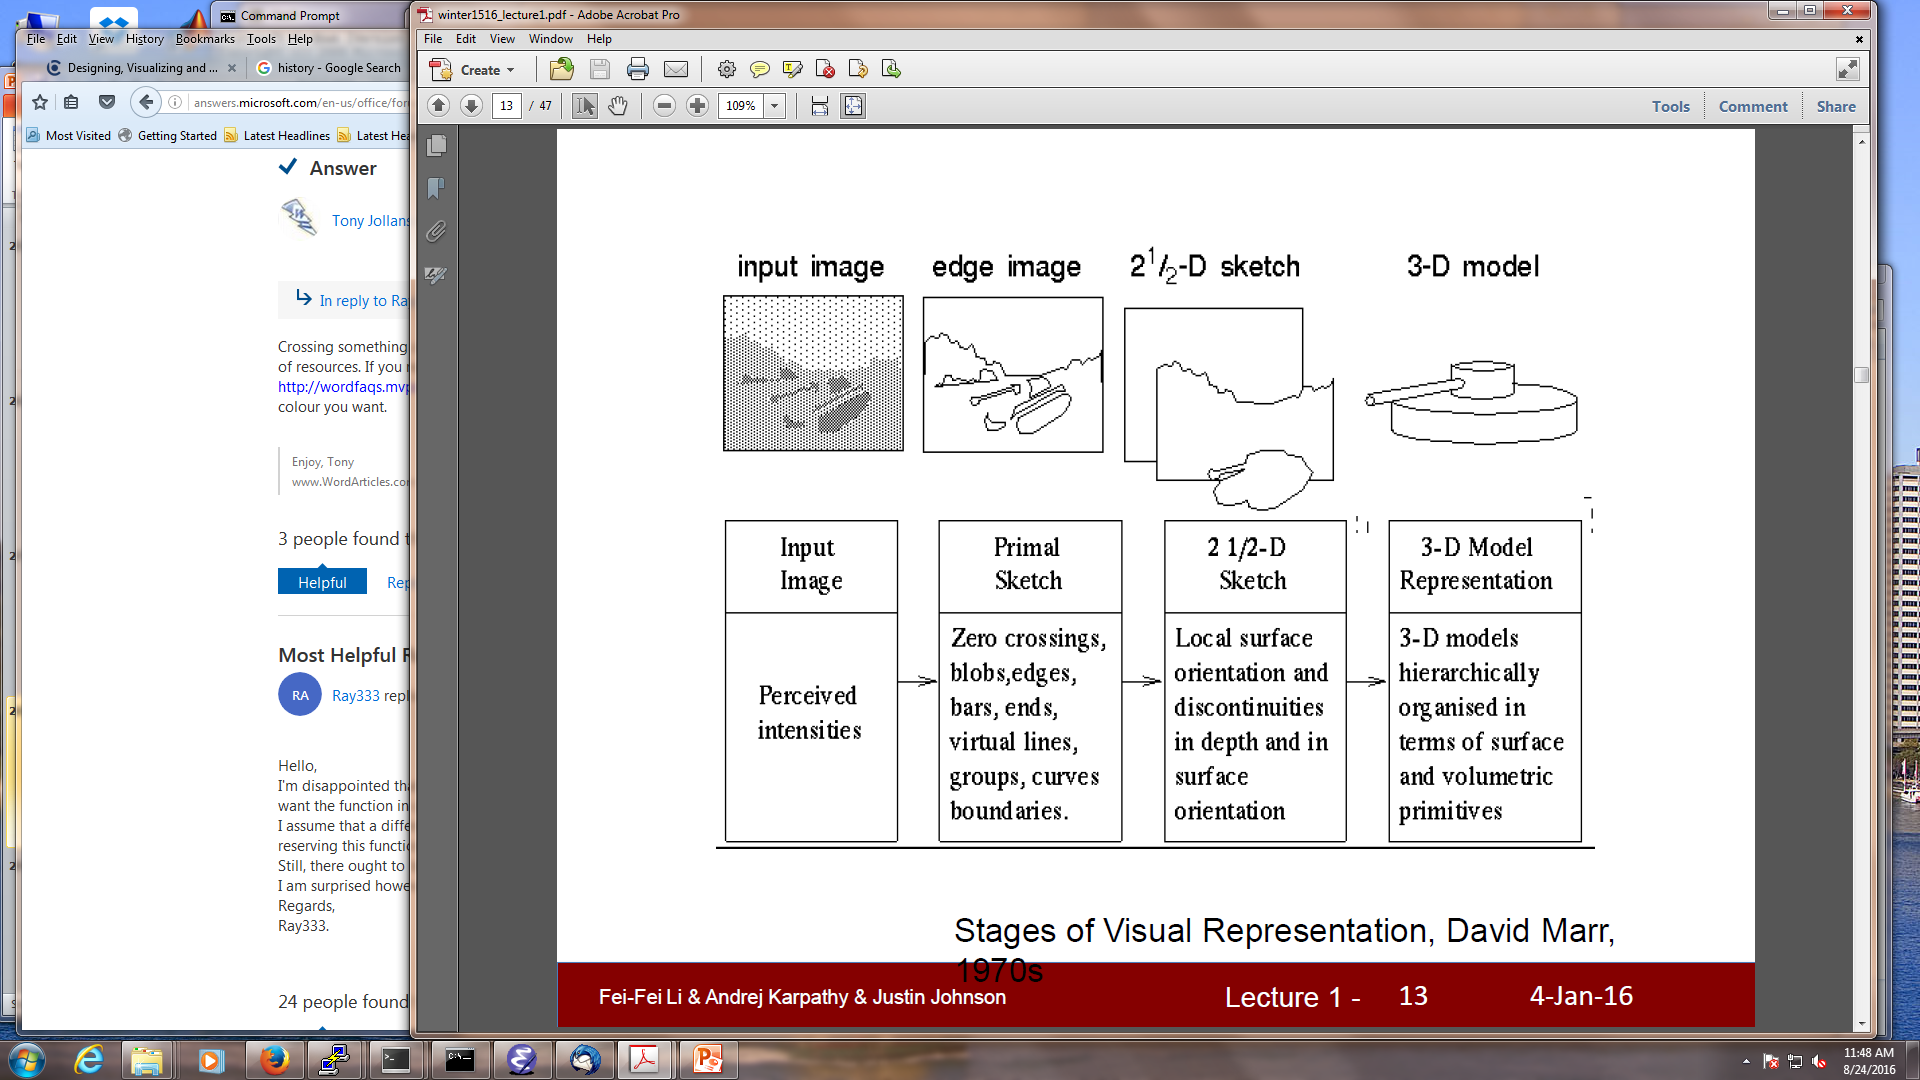 Command Prompt
File Edit View History Bookmarks Tools Help
Designing, Visualizing and ...
history - Google Search
answers.microsoft.com/en-us/office/for
Most Visited Getting Started Latest Headlines Latest Hea
Answer
Tony Jollans
In reply to Ra
Crossing something
of resources. If you
http://wordfaqs.mvp
colour you want.
Enjoy, Tony
www.WordArticles.com
3 people found t
Helpful
Rep
Most Helpful R
RA
Ray333 repl
Hello,
I'm disappointed tha
want the function in
I assume that a diffe
reserving this functi
Still, there ought to
I am surprised howe
Regards,
Ray333.
24 people found
winter1516_lecture1.pdf - Adobe Acrobat Pro
File Edit View Window Help
Create
13 / 47
109%
Tools Comment Share
input image
edge image
2 1/2-D sketch
3-D model
Input
Image
Perceived
intensities
Primal
Sketch
Zero crossings,
blobs,edges,
bars, ends,
virtual lines,
groups, curves
boundaries.
2 1/2-D
Sketch
Local surface
orientation and
discontinuities
in depth and in
surface
orientation
3-D Model
Representation
3-D models
hierarchically
organised in
terms of surface
and volumetric
primitives
Stages of Visual Representation, David Marr,
1970s
Fei-Fei Li & Andrej Karpathy & Justin Johnson
Lecture 1 - 13
4-Jan-16
11:48 AM
8/24/2016